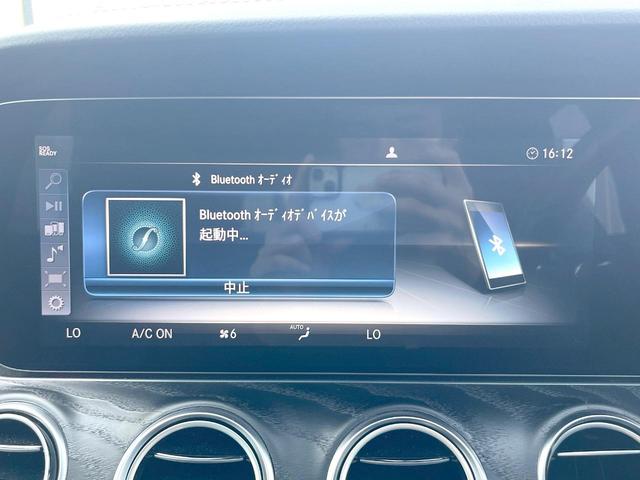 SOS
READY
16:12
Bluetooth オーディオ
Bluetooth オーディオデバイスが
起動中...
中止
LO A/C ON 6 AUTO LO